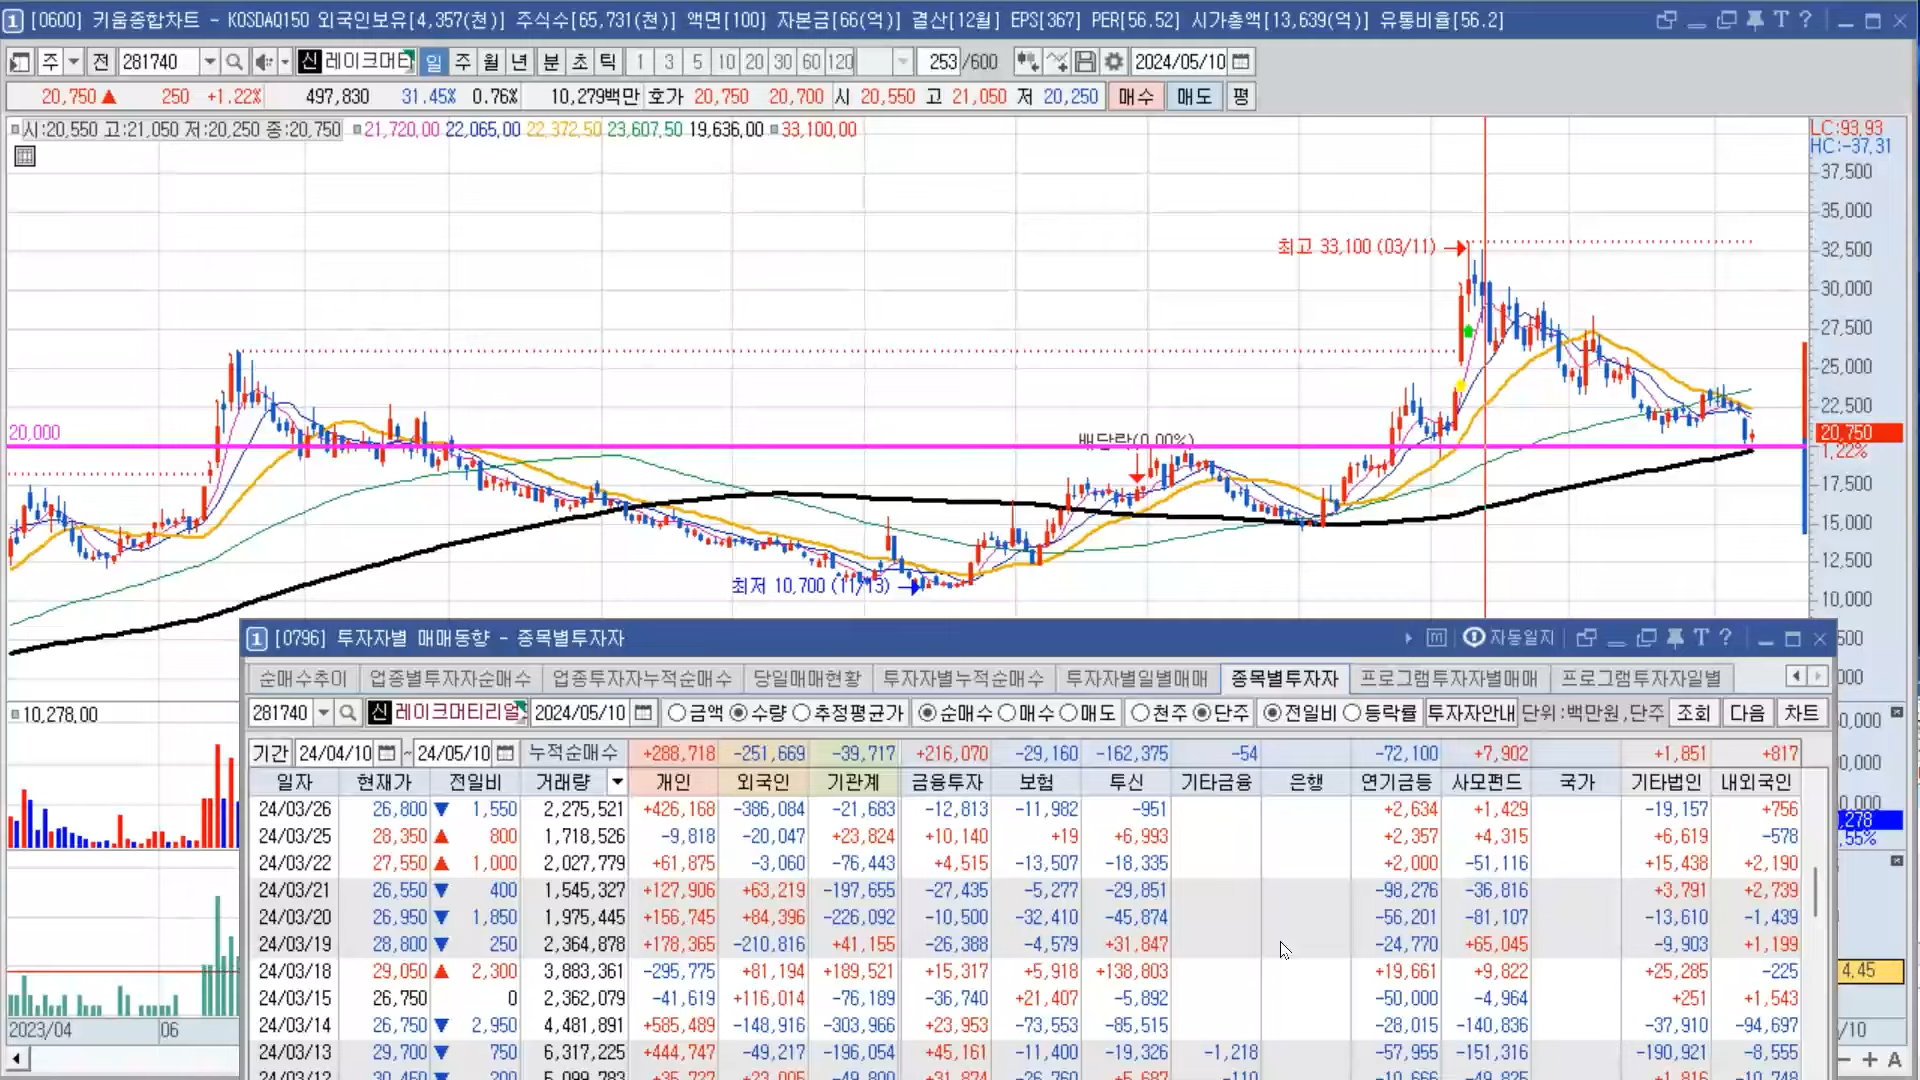 1 [0600] 키움종합차트 - KOSDAQ150 외국인보유[4,357(천)] 주식수[65,731(천)] 액면[100] 자본금[66(억)] 결산[12월] EPS[367] PER[56.52] 시가총액[13,639(억)] 유통비율[56.2]
주 전 281740 신 레이크머티 일 주 월 년 분 초 틱 1 3 5 10 20 30 60 120 253 /600 2024/05/10
20,750 ▲ 250 +1.22% 497,830 31.45% 0.76% 10,279백만 호가 20,750 20,700 시 20,550 고 21,050 저 20,250 매수 매도 평
시:20,550 고:21,050 저:20,250 종:20,750 21,720,00 22,065,00 22,372,50 23,607,50 19,636,00 33,100,00
LC:93,93
HC:-37,31
37,500
35,000
최고 33,100 (03/11)
32,500
30,000
27,500
25,000
22,500
20,000
배당락(0,00%)
20,750
1,22%
17,500
15,000
12,500
최저 10,700 (11/13)
10,000
1 [0796] 투자자별 매매동향 - 종목별투자자 자동일지
순매수추이 업종별투자자순매수 업종투자자누적순매수 당일매매현황 투자자별누적순매수 투자자별일별매매 종목별투자자 프로그램투자자별매매 프로그램투자자일별
281740 신 레이크머티리얼 2024/05/10 금액 수량 추정평균가 순매수 매수 매도 천주 단주 전일비 등락률 투자자안내 단위:백만원,단주 조회 다음 차트
10,278,00
기간 24/04/10 ~ 24/05/10 누적순매수 +288,718 -251,669 -39,717 +216,070 -29,160 -162,375 -54 -72,100 +7,902 +1,851 +817
일자 현재가 전일비 거래량 개인 외국인 기관계 금융투자 보험 투신 기타금융 은행 연기금등 사모펀드 국가 기타법인 내외국인
24/03/26 26,800 ▼ 1,550 2,275,521 +426,168 -386,084 -21,683 -12,813 -11,982 -951 +2,634 +1,429 -19,157 +756
24/03/25 28,350 ▲ 800 1,718,526 -9,818 -20,047 +23,824 +10,140 +19 +6,993 +2,357 +4,315 +6,619 -578
24/03/22 27,550 ▲ 1,000 2,027,779 +61,875 -3,060 -76,443 +4,515 -13,507 -18,335 +2,000 -51,116 +15,438 +2,190
24/03/21 26,550 ▼ 400 1,545,327 +127,906 +63,219 -197,655 -27,435 -5,277 -29,851 -98,276 -36,816 +3,791 +2,739
24/03/20 26,950 ▼ 1,850 1,975,445 +156,745 +84,396 -226,092 -10,500 -32,410 -45,874 -56,201 -81,107 -13,610 -1,439
24/03/19 28,800 ▼ 250 2,364,878 +178,365 -210,816 +41,155 -26,388 -4,579 +31,847 -24,770 +65,045 -9,903 +1,199
24/03/18 29,050 ▲ 2,300 3,883,361 -295,775 +81,194 +189,521 +15,317 +5,918 +138,803 +19,661 +9,822 +25,285 -225
24/03/15 26,750 0 2,362,079 -41,619 +116,014 -76,189 -36,740 +21,407 -5,892 -50,000 -4,964 +251 +1,543
24/03/14 26,750 ▼ 2,950 4,481,891 +585,489 -148,916 -303,966 +23,953 -73,553 -85,515 -28,015 -140,836 -37,910 -94,697
24/03/13 29,700 ▼ 750 6,317,225 +444,747 -49,217 -196,054 +45,161 -11,400 -19,326 -1,218 -57,955 -151,316 -190,921 -8,555
4,45
2023/04 06